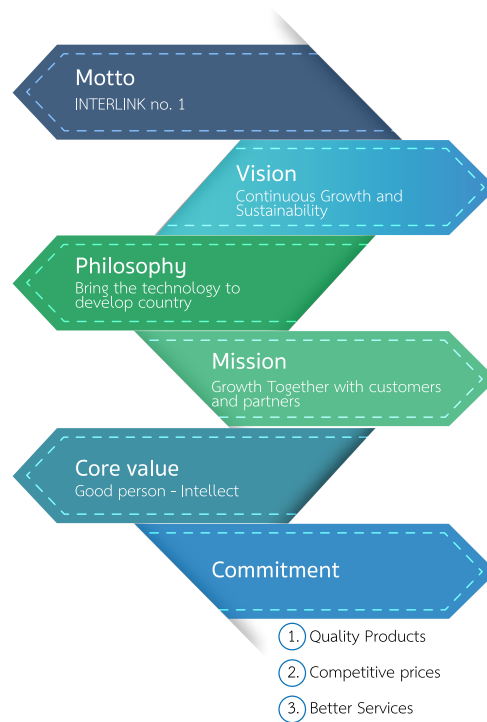 Motto
INTERLINK no. 1
Vision
Continuous Growth and
Sustainability
Philosophy
Bring the technology to
develop country
Mission
Growth Together with customers
and partners
Core value
Good person - Intellect
Commitment
1. Quality Products
2. Competitive prices
3. Better Services